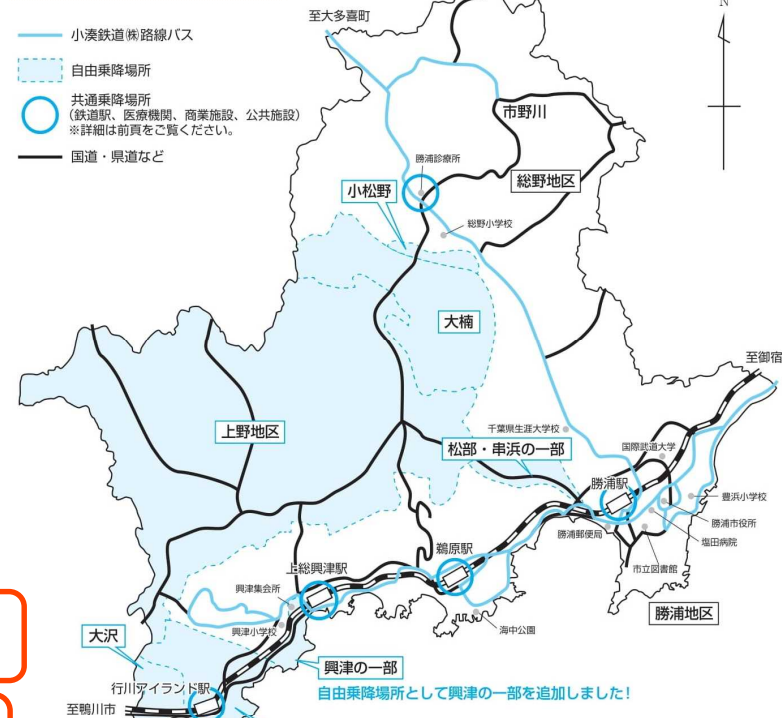 小湊鉄道㈱路線バス
自由乗降場所
共通乗降場所
(鉄道駅、医療機関、商業施設、公共施設)
※詳細は前頁をご覧ください。
国道・県道など
至大多喜町
N
市野川
勝浦診療所
総野地区
小松野
総野小学校
大楠
至御宿
上野地区
千葉県生涯大学校
松部・串浜の一部
国際武道大学
勝浦駅
豊浜小学校
勝浦市役所
勝浦郵便局
塩田病院
鵜原駅
市立図書館
上総興津駅
興津集会所
勝浦地区
興津小学校
海中公園
大沢
興津の一部
行川アイランド駅
自由乗降場所として興津の一部を追加しました!
至鴨川市